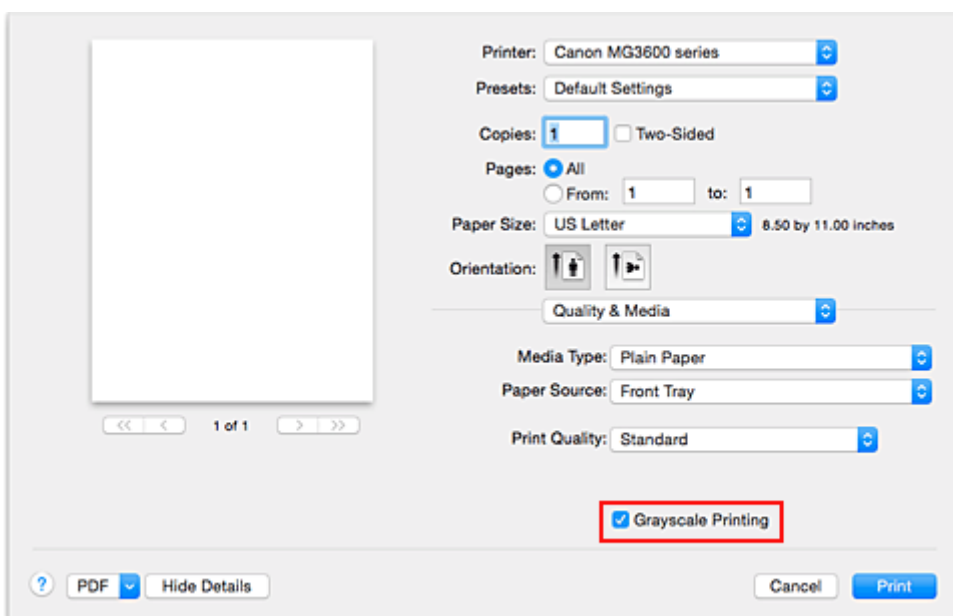 Printer: Canon MG3600 series
Presets: Default Settings
Copies: 1 Two-Sided
Pages: All
From: 1 to: 1
Paper Size: US Letter 8.50 by 11.00 inches
Orientation:
Quality & Media
Media Type: Plain Paper
Paper Source: Front Tray
1 of 1
Print Quality: Standard
Grayscale Printing
? PDF Hide Details Cancel Print